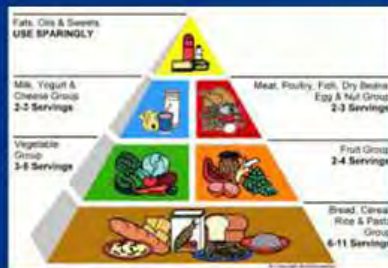 Fats, Oils & Sweets
USE SPARINGLY
Milk, Yogurt &
Cheese Group
2-3 Servings
Meat, Poultry, Fish, Dry Beans,
Egg & Nut Group
2-3 Servings
Vegetable
Group
3-5 Servings
Fruit Group
2-4 Servings
Bread, Cereal,
Rice & Pasta
Group
6-11 Servings